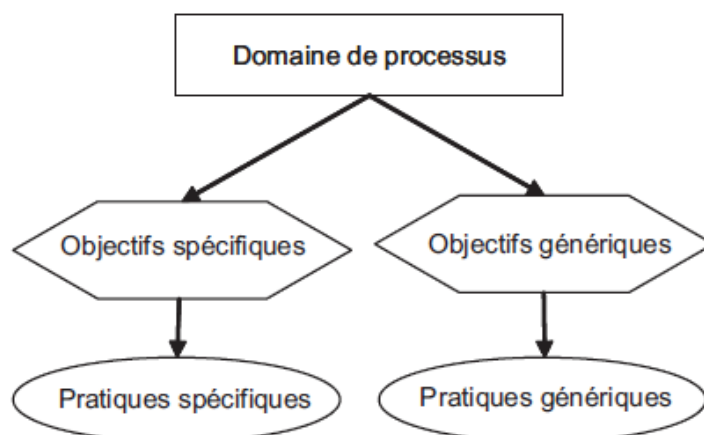 Domaine de processus
Objectifs spécifiques
Objectifs génériques
Pratiques spécifiques
Pratiques génériques